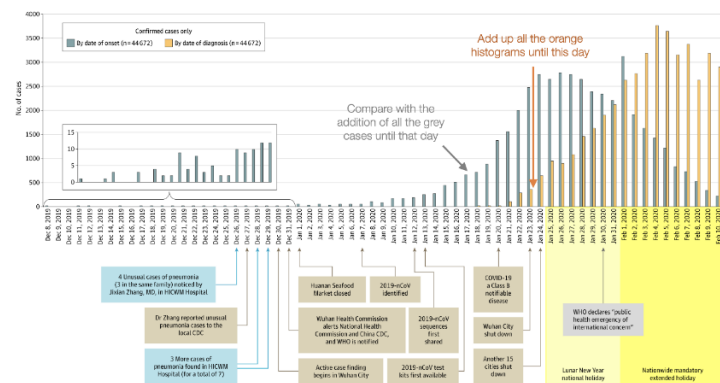 Confirmed cases only
By date of onset (n=44 672)
By date of diagnosis (n=44 672)
Add up all the orange
histograms until this day
Compare with the
addition of all the grey
cases until that day
No. of cases
4000
3500
3000
2500
2000
1500
1000
500
0
15
10
5
0
Dec 8, 2019
Dec 9, 2019
Dec 10, 2019
Dec 11, 2019
Dec 12, 2019
Dec 13, 2019
Dec 14, 2019
Dec 15, 2019
Dec 16, 2019
Dec 17, 2019
Dec 18, 2019
Dec 19, 2019
Dec 20, 2019
Dec 21, 2019
Dec 22, 2019
Dec 23, 2019
Dec 24, 2019
Dec 25, 2019
Dec 26, 2019
Dec 27, 2019
Dec 28, 2019
Dec 29, 2019
Dec 30, 2019
Dec 31, 2019
Jan 1, 2020
Jan 2, 2020
Jan 3, 2020
Jan 4, 2020
Jan 5, 2020
Jan 6, 2020
Jan 7, 2020
Jan 8, 2020
Jan 9, 2020
Jan 10, 2020
Jan 11, 2020
Jan 12, 2020
Jan 13, 2020
Jan 14, 2020
Jan 15, 2020
Jan 16, 2020
Jan 17, 2020
Jan 18, 2020
Jan 19, 2020
Jan 20, 2020
Jan 21, 2020
Jan 22, 2020
Jan 23, 2020
Jan 24, 2020
Jan 25, 2020
Jan 26, 2020
Jan 27, 2020
Jan 28, 2020
Jan 29, 2020
Jan 30, 2020
Jan 31, 2020
Feb 1, 2020
Feb 2, 2020
Feb 3, 2020
Feb 4, 2020
Feb 5, 2020
Feb 6, 2020
Feb 7, 2020
Feb 8, 2020
Feb 9, 2020
Feb 10, 2020
4 Unusual cases of pneumonia
(3 in the same family) noticed by
Jixian Zhang, MD, in HICWM Hospital
Dr Zhang reported unusual
pneumonia cases to the
local CDC
3 More cases of
pneumonia found in HICWM
Hospital (for a total of 7)
Huanan Seafood
Market closed
2019-nCoV
identified
Wuhan Health Commission
alerts National Health
Commission and China CDC,
and WHO is notified
2019-nCoV
sequences
first
shared
Active case finding
begins in Wuhan City
2019-nCoV test
kits first available
COVID-19
a Class B
notifiable
disease
Wuhan City
shut down
Another 15
cities shut
down
WHO declares "public
health emergency of
international concern"
Lunar New Year
national holiday
Nationwide mandatory
extended holiday